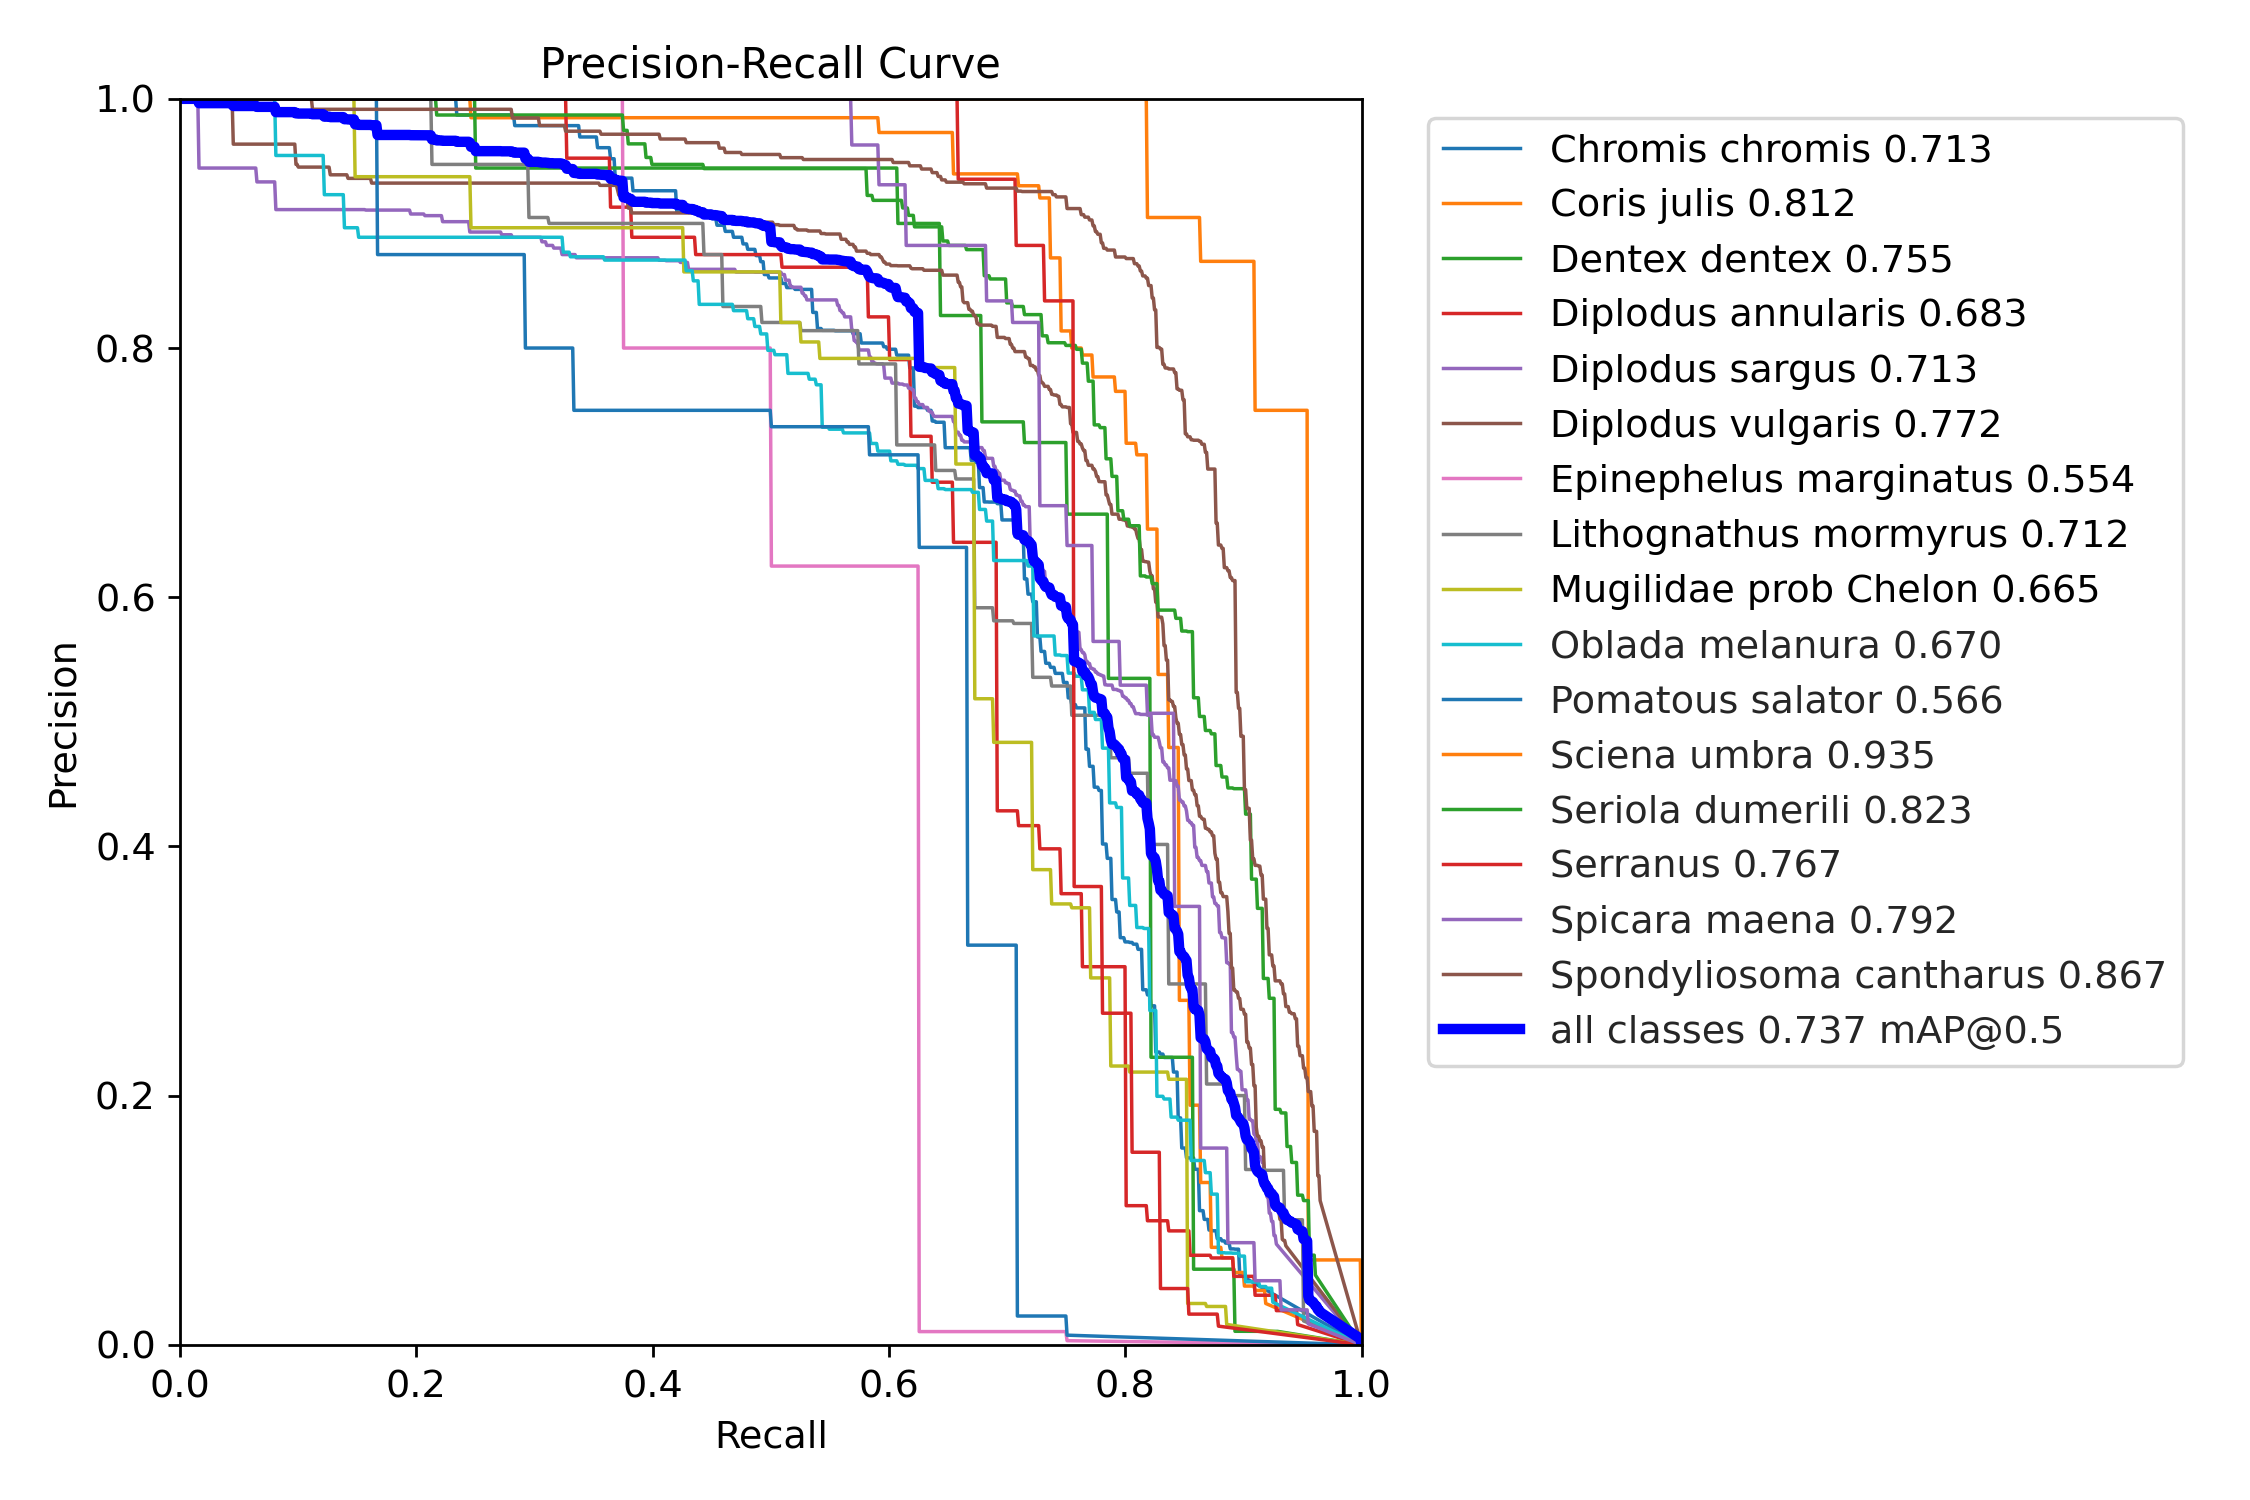 Precision-Recall Curve
1.0
0.8
0.6
0.4
0.2
0.0
Precision
0.0 0.2 0.4 0.6 0.8 1.0
Recall
Chromis chromis 0.713
Coris julis 0.812
Dentex dentex 0.755
Diplodus annularis 0.683
Diplodus sargus 0.713
Diplodus vulgaris 0.772
Epinephelus marginatus 0.554
Lithognathus mormyrus 0.712
Mugilidae prob Chelon 0.665
Oblada melanura 0.670
Pomatous salator 0.566
Sciena umbra 0.935
Seriola dumerili 0.823
Serranus 0.767
Spicara maena 0.792
Spondyliosoma cantharus 0.867
all classes 0.737 mAP@0.5